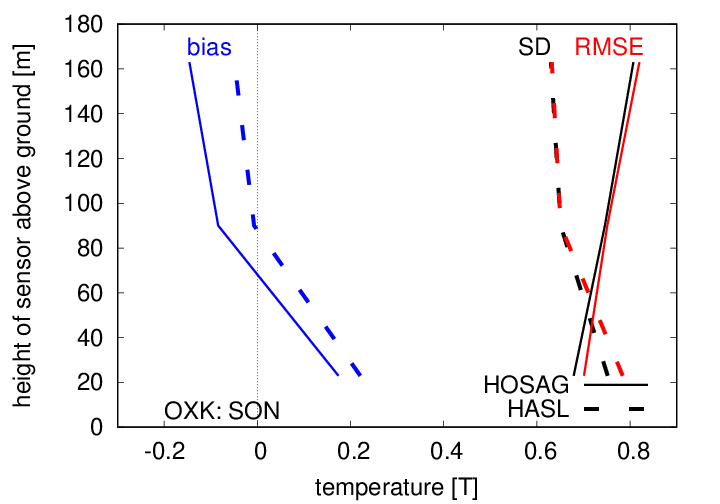 bias SD RMSE
180
160
140
120
100
80
60
40
20
0
height of sensor above ground [m]
HOSAG
HASL
OXK: SON
-0.2 0 0.2 0.4 0.6 0.8
temperature [T]